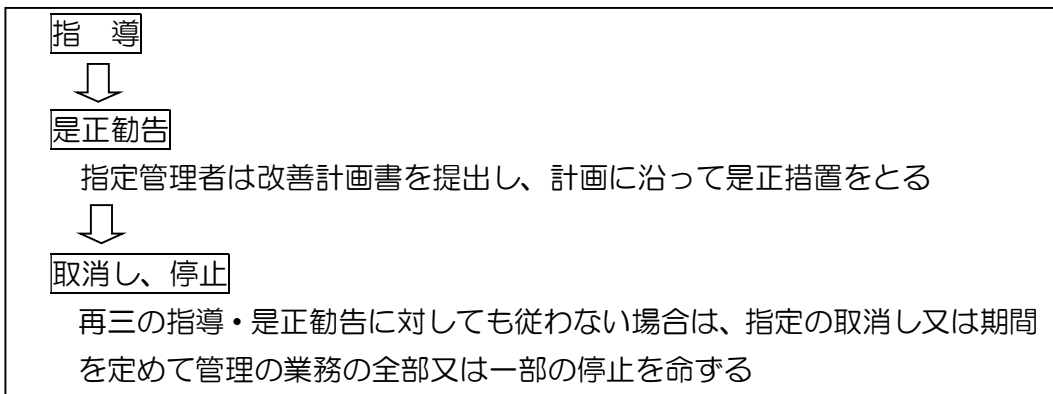 指　導
是正勧告
指定管理者は改善計画書を提出し、計画に沿って是正措置をとる
取消し、停止
再三の指導・是正勧告に対しても従わない場合は、指定の取消し又は期間
を定めて管理の業務の全部又は一部の停止を命ずる